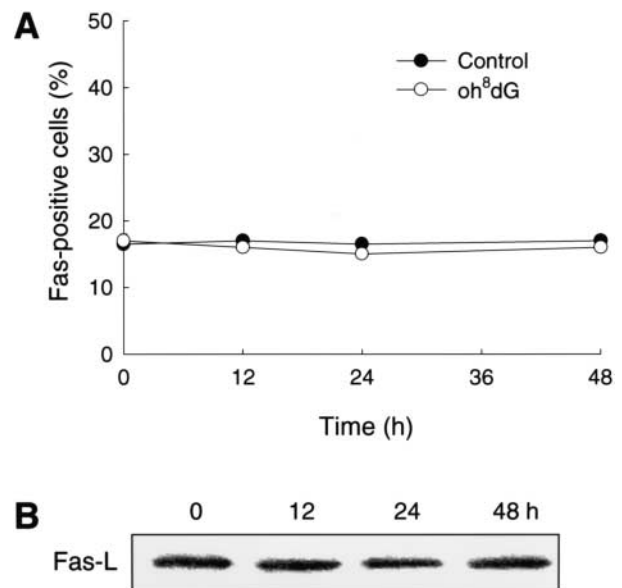 A
50
40
30
20
10
0
Fas-positive cells (%)
Control
oh⁸dG
0 12 24 36 48
Time (h)
B
0 12 24 48 h
Fas-L